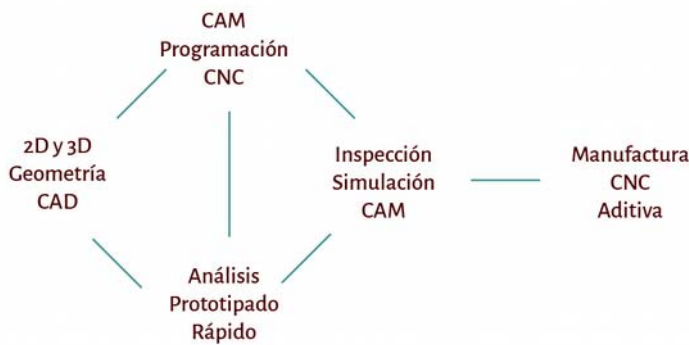 CAM
Programación
CNC
2D y 3D
Geometría
CAD
Inspección
Simulación
CAM
Manufactura
CNC
Aditiva
Análisis
Prototipado
Rápido